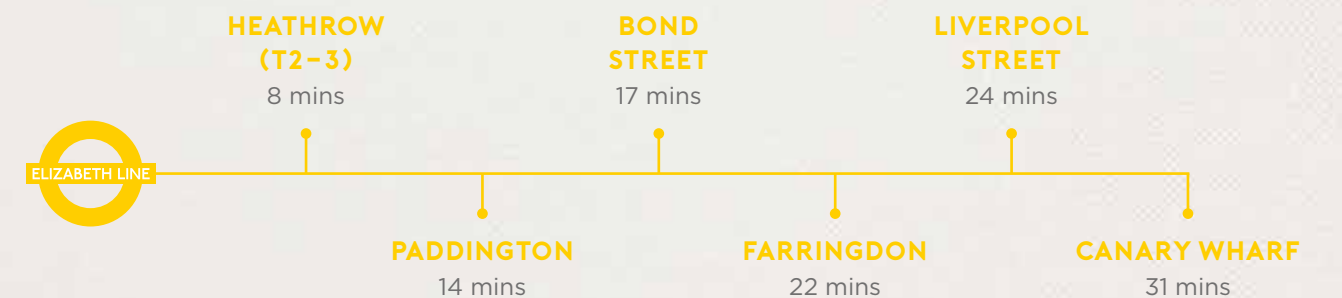 HEATHROW
(T2–3)
8 mins
BOND
STREET
17 mins
LIVERPOOL
STREET
24 mins
ELIZABETH LINE
PADDINGTON
14 mins
FARRINGDON
22 mins
CANARY WHARF
31 mins